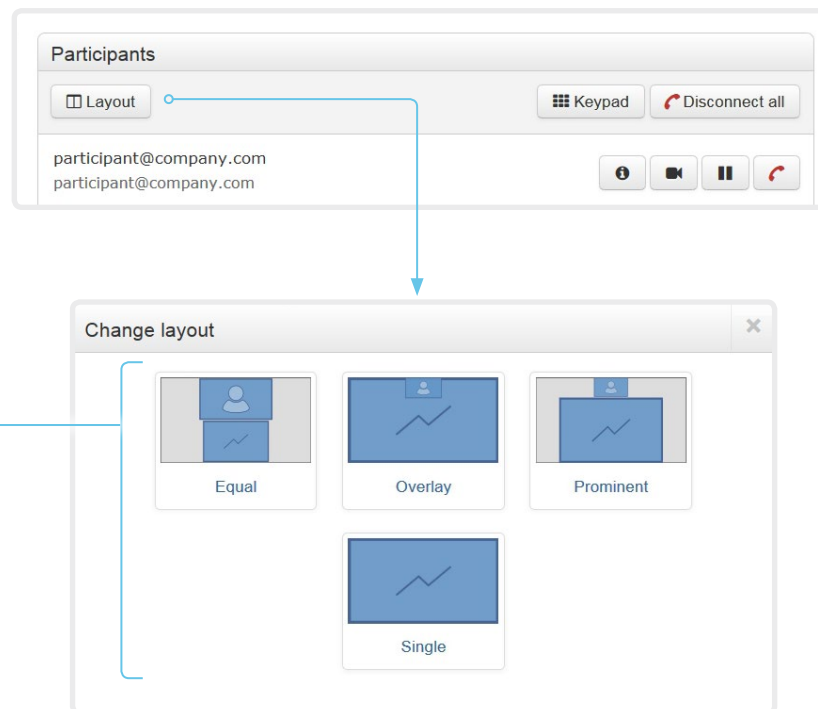 Participants
Layout
Keypad
Disconnect all
participant@company.com
participant@company.com
Change layout
Equal
Overlay
Prominent
Single